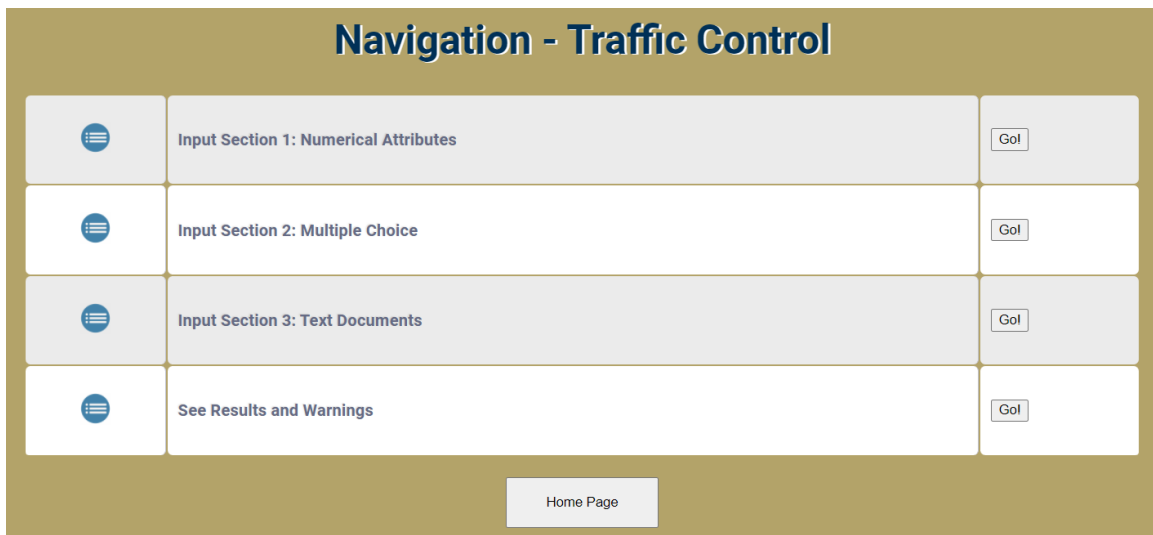 Navigation - Traffic Control
Input Section 1: Numerical Attributes
Go!
Input Section 2: Multiple Choice
Go!
Input Section 3: Text Documents
Go!
See Results and Warnings
Go!
Home Page